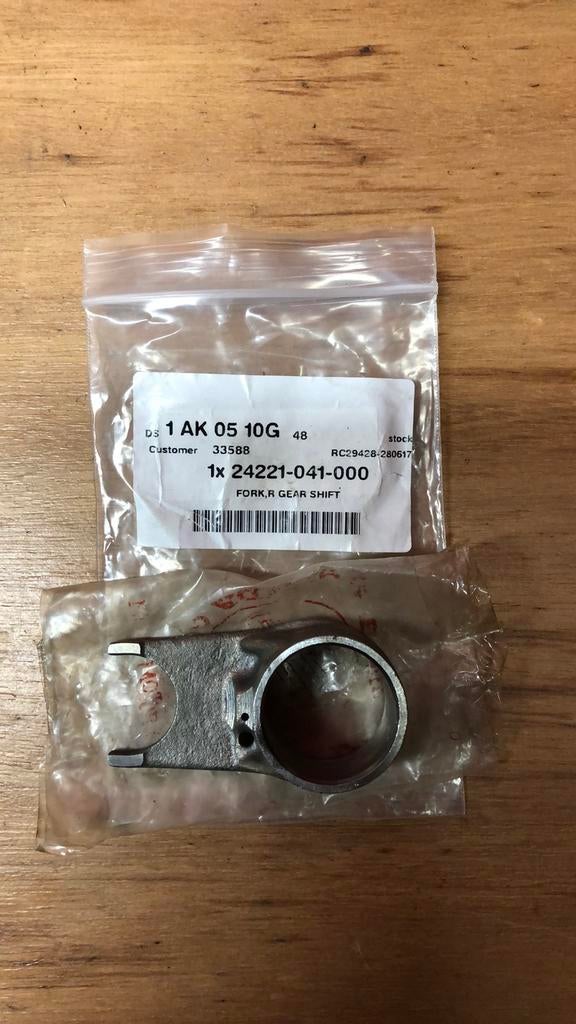 DS 1 AK 05 10G 48 stock
Customer 33588 RC29428-280617
1x 24221-041-000
FORK,R GEAR SHIFT